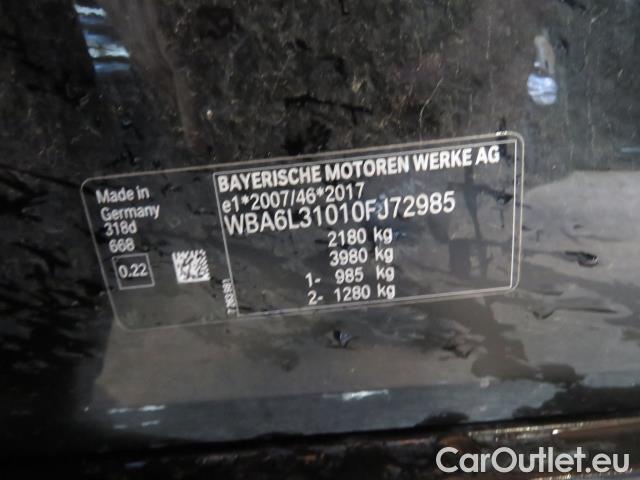 Made in
Germany
318d
668
0.22
BAYERISCHE MOTOREN WERKE AG
e1*2007/46*2017
WBA6L31010FJ72985
2180 kg
3980 kg
1- 985 kg
2- 1280 kg
CarOutlet.eu